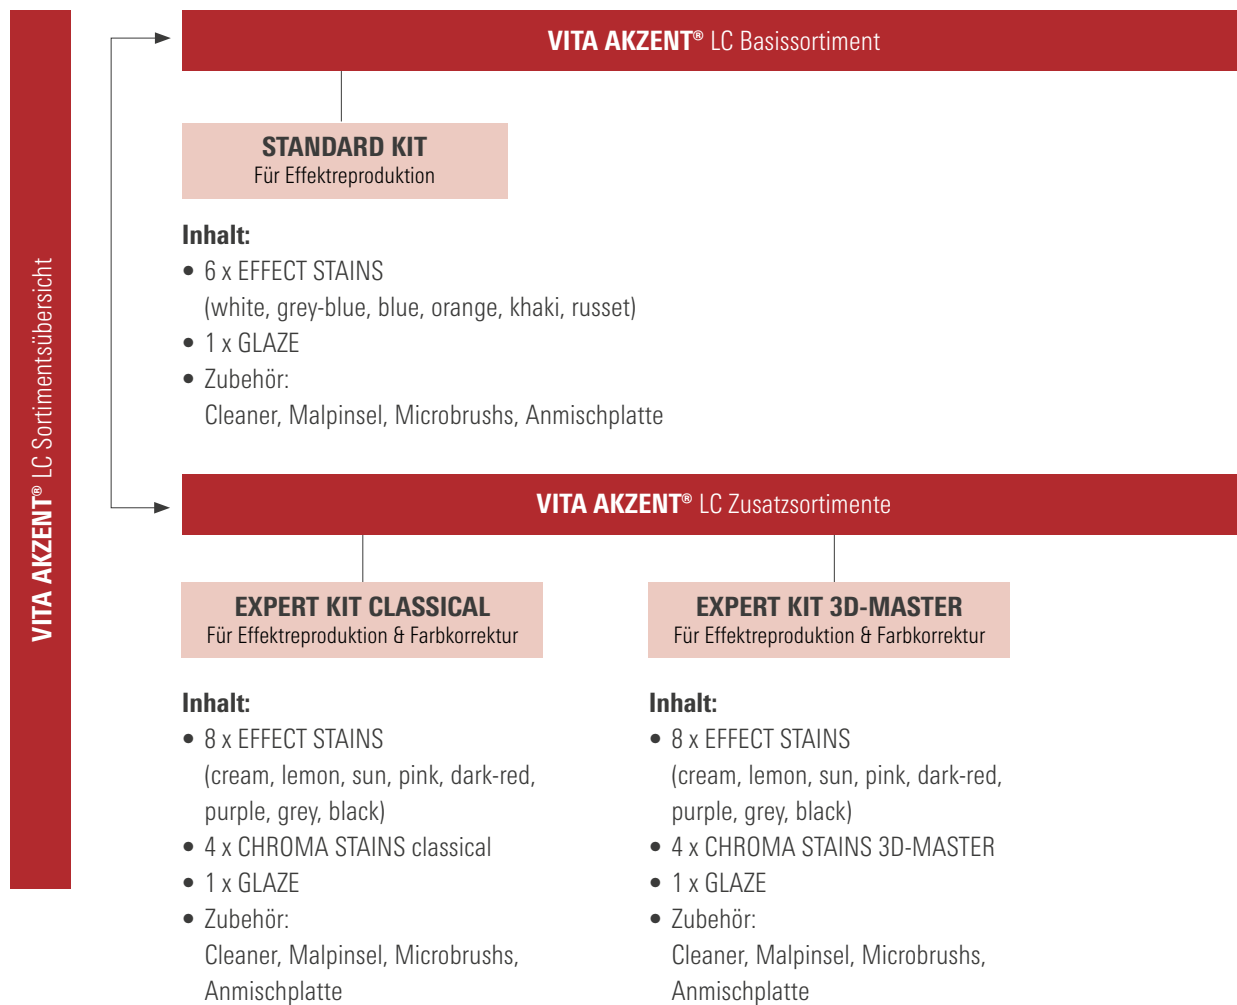 VITA AKZENT® LC Sortimentsübersicht
VITA AKZENT® LC Basissortiment
STANDARD KIT
Für Effektreproduktion
Inhalt:
• 6 x EFFECT STAINS
(white, grey-blue, blue, orange, khaki, russet)
• 1 x GLAZE
• Zubehör:
Cleaner, Malpinsel, Microbrushs, Anmischplatte
VITA AKZENT® LC Zusatzsortimente
EXPERT KIT CLASSICAL
Für Effektreproduktion & Farbkorrektur
Inhalt:
• 8 x EFFECT STAINS
(cream, lemon, sun, pink, dark-red,
purple, grey, black)
• 4 x CHROMA STAINS classical
• 1 x GLAZE
• Zubehör:
Cleaner, Malpinsel, Microbrushs,
Anmischplatte
EXPERT KIT 3D-MASTER
Für Effektreproduktion & Farbkorrektur
Inhalt:
• 8 x EFFECT STAINS
(cream, lemon, sun, pink, dark-red,
purple, grey, black)
• 4 x CHROMA STAINS 3D-MASTER
• 1 x GLAZE
• Zubehör:
Cleaner, Malpinsel, Microbrushs,
Anmischplatte